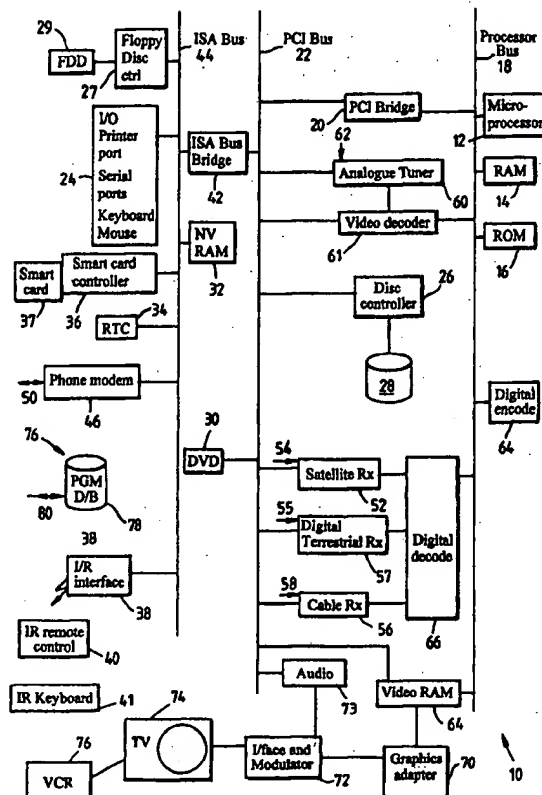 29
FDD
Floppy
Disc
ctrl
27
ISA Bus
44
PCI Bus
22
Processor
Bus
18
I/O
Printer
port
Serial
ports
Keyboard
Mouse
24
ISA Bus
Bridge
42
PCI Bridge
20
62
Micro-
processor
12
Analogue Tuner
60
RAM
14
Video decoder
61
ROM
16
NV
RAM
32
Smart
card
37
Smart card
controller
36
34
RTC
Disc
controller
26
28
Phone modem
50
46
Digital
encode
64
30
DVD
54
Satellite Rx
52
76
PGM
D/B
80
78
55
Digital
Terrestrial Rx
57
Digital
decode
66
38
I/R
interface
38
58
Cable Rx
56
IR remote
control
40
Audio
73
Video RAM
64
IR Keyboard
41
74
TV
76
VCR
I/face and
Modulator
72
Graphics
adapter
70
10